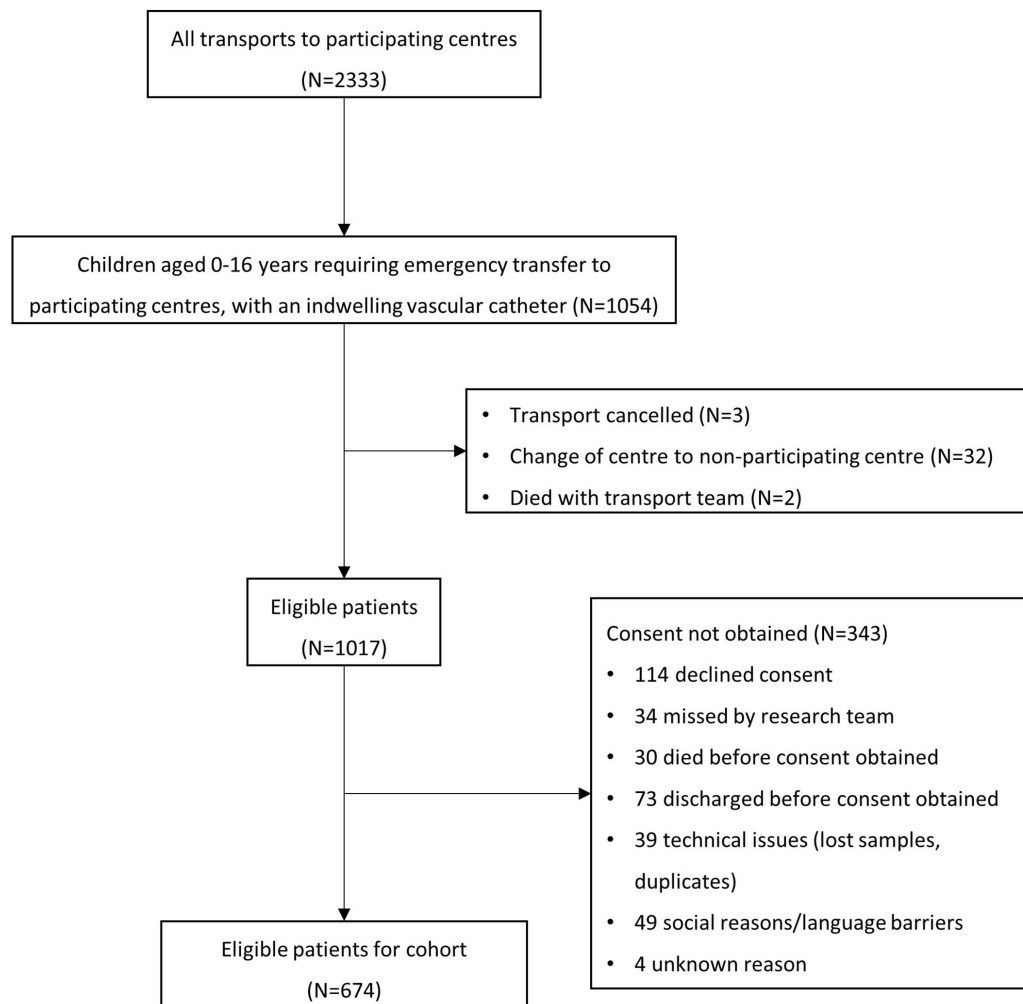 All transports to participating centres
(N=2333)
Children aged 0-16 years requiring emergency transfer to
participating centres, with an indwelling vascular catheter (N=1054)
• Transport cancelled (N=3)
• Change of centre to non-participating centre (N=32)
• Died with transport team (N=2)
Eligible patients
(N=1017)
Consent not obtained (N=343)
• 114 declined consent
• 34 missed by research team
• 30 died before consent obtained
• 73 discharged before consent obtained
• 39 technical issues (lost samples,
duplicates)
• 49 social reasons/language barriers
• 4 unknown reason
Eligible patients for cohort
(N=674)